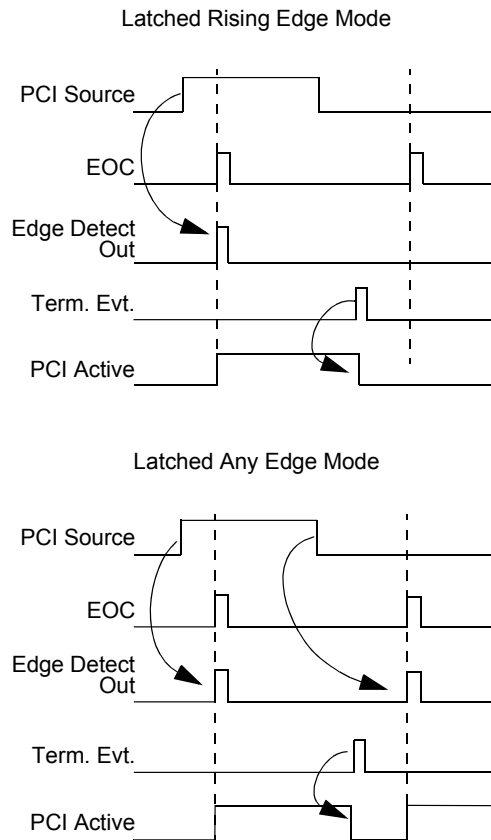 Latched Rising Edge Mode
PCI Source
EOC
Edge Detect
Out
Term. Evt.
PCI Active
Latched Any Edge Mode
PCI Source
EOC
Edge Detect
Out
Term. Evt.
PCI Active